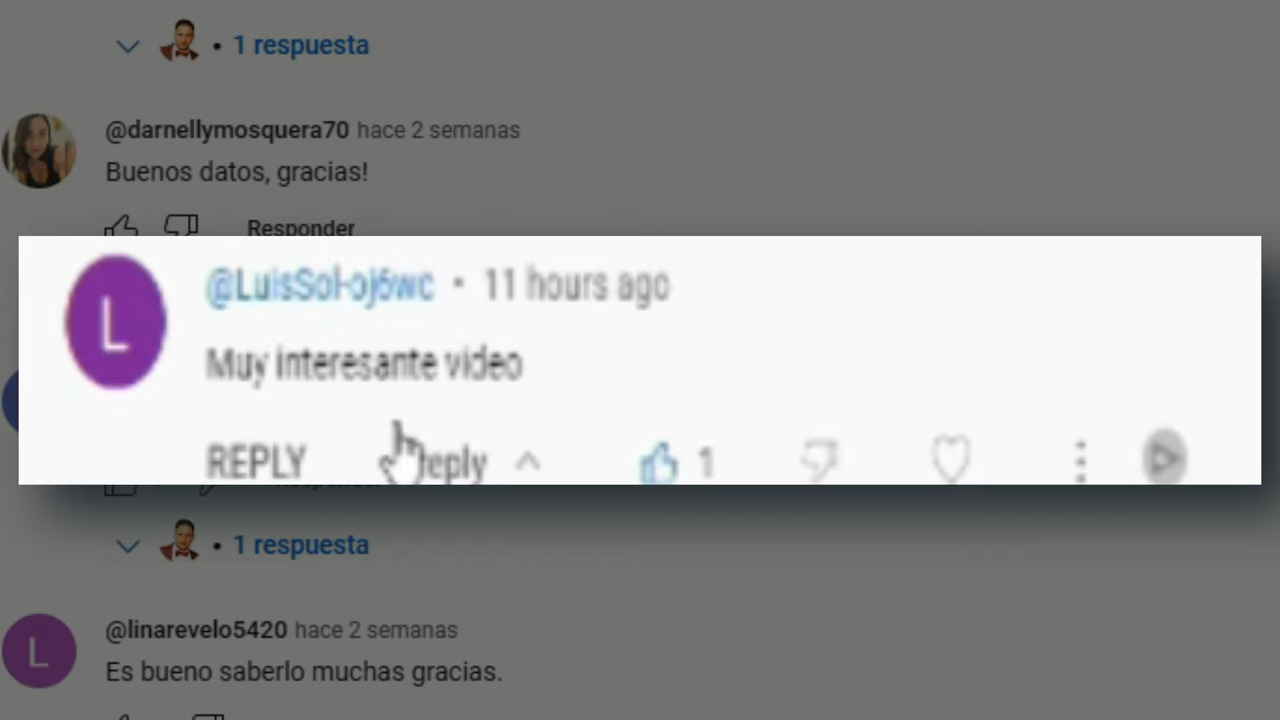 • 1 respuesta
@darnellymosquera70 hace 2 semanas
Buenos datos, gracias!
Responder
L @LuisSol-oj6wc • 11 hours ago
Muy interesante video
REPLY reply 1
• 1 respuesta
@linarevelo5420 hace 2 semanas
L
Es bueno saberlo muchas gracias.